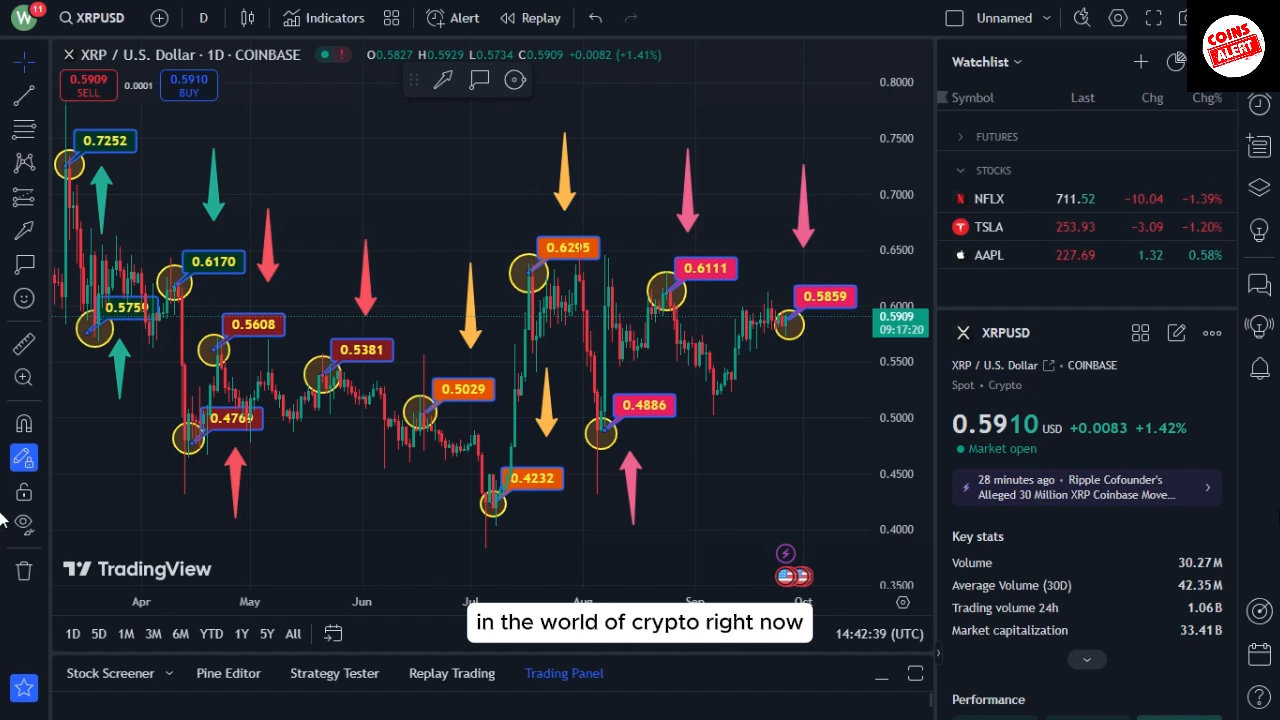 W
11
XRPUSD
D
Indicators
Alert
Replay
Unnamed
COINS
ALERT
XRP / U.S. Dollar · 1D · COINBASE
O0.5827 H0.5929 L0.5734 C0.5909 +0.0082 (+1.41%)
0.5909
SELL
0.0001
0.5910
BUY
0.7252
0.5759
0.6170
0.4769
0.5608
0.5381
0.5029
0.4232
0.6295
0.4886
0.6111
0.5859
0.8000
0.7500
0.7000
0.6500
0.6000
0.5909
09:17:20
0.5500
0.5000
0.4500
0.4000
0.3500
TradingView
Apr May Jun Jul Aug Sep Oct
in the world of crypto right now
1D 5D 1M 3M 6M YTD 1Y 5Y All
14:42:39 (UTC)
Stock Screener Pine Editor Strategy Tester Replay Trading Trading Panel
Watchlist
Symbol Last Chg Chg%
FUTURES
STOCKS
NFLX 711.52 −10.04 −1.39%
TSLA 253.93 −3.09 −1.20%
AAPL 227.69 1.32 0.58%
XRPUSD
XRP / U.S. Dollar · COINBASE
Spot · Crypto
0.5910 USD +0.0083 +1.42%
Market open
28 minutes ago · Ripple Cofounder's
Alleged 30 Million XRP Coinbase Move...
Key stats
Volume 30.27M
Average Volume (30D) 42.35M
Trading volume 24h 1.06B
Market capitalization 33.41B
Performance